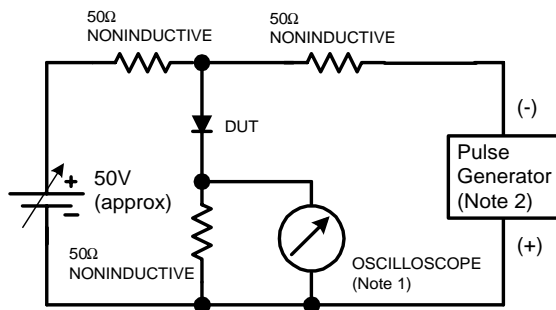 50Ω
NONINDUCTIVE
50Ω
NONINDUCTIVE
(-)
DUT
Pulse
Generator
(Note 2)
+
50V
(approx)
−
(+)
50Ω
NONINDUCTIVE
OSCILLOSCOPE
(Note 1)